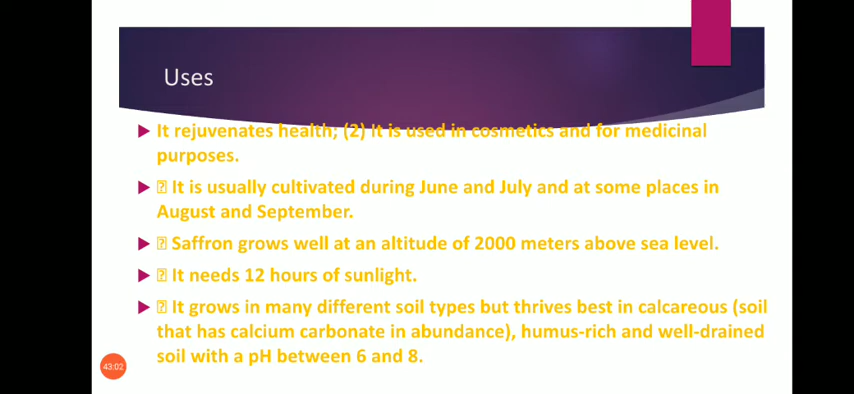 Uses
It rejuvenates health; (2) It is used in cosmetics and for medicinal
purposes.
It is usually cultivated during June and July and at some places in
August and September.
Saffron grows well at an altitude of 2000 meters above sea level.
It needs 12 hours of sunlight.
It grows in many different soil types but thrives best in calcareous (soil
that has calcium carbonate in abundance), humus-rich and well-drained
soil with a pH between 6 and 8.
43:02